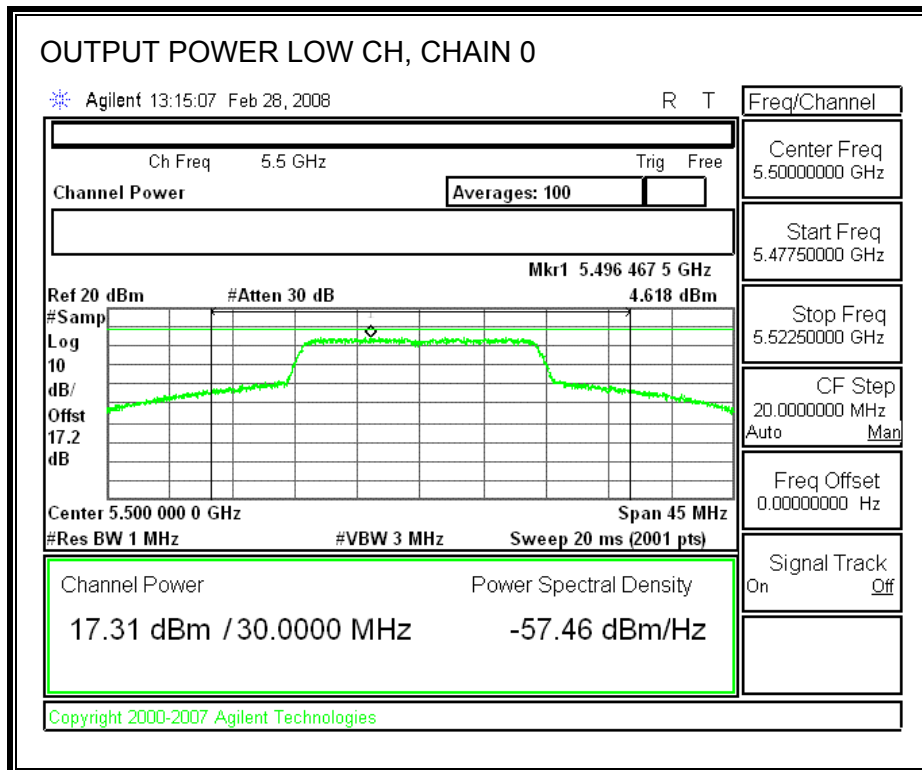 OUTPUT POWER LOW CH, CHAIN 0
Agilent 13:15:07 Feb 28, 2008 R T
Freq/Channel
Ch Freq 5.5 GHz Trig Free
Channel Power Averages: 100
Mkr1 5.496 467 5 GHz
Ref 20 dBm #Atten 30 dB 4.618 dBm
#Samp
Log
10
dB/
Offst
17.2
dB
Center 5.500 000 0 GHz Span 45 MHz
#Res BW 1 MHz #VBW 3 MHz Sweep 20 ms (2001 pts)
Channel Power Power Spectral Density
17.31 dBm / 30.0000 MHz -57.46 dBm/Hz
Center Freq
5.50000000 GHz
Start Freq
5.47750000 GHz
Stop Freq
5.52250000 GHz
CF Step
20.0000000 MHz
Auto Man
Freq Offset
0.00000000 Hz
Signal Track
On Off
Copyright 2000-2007 Agilent Technologies